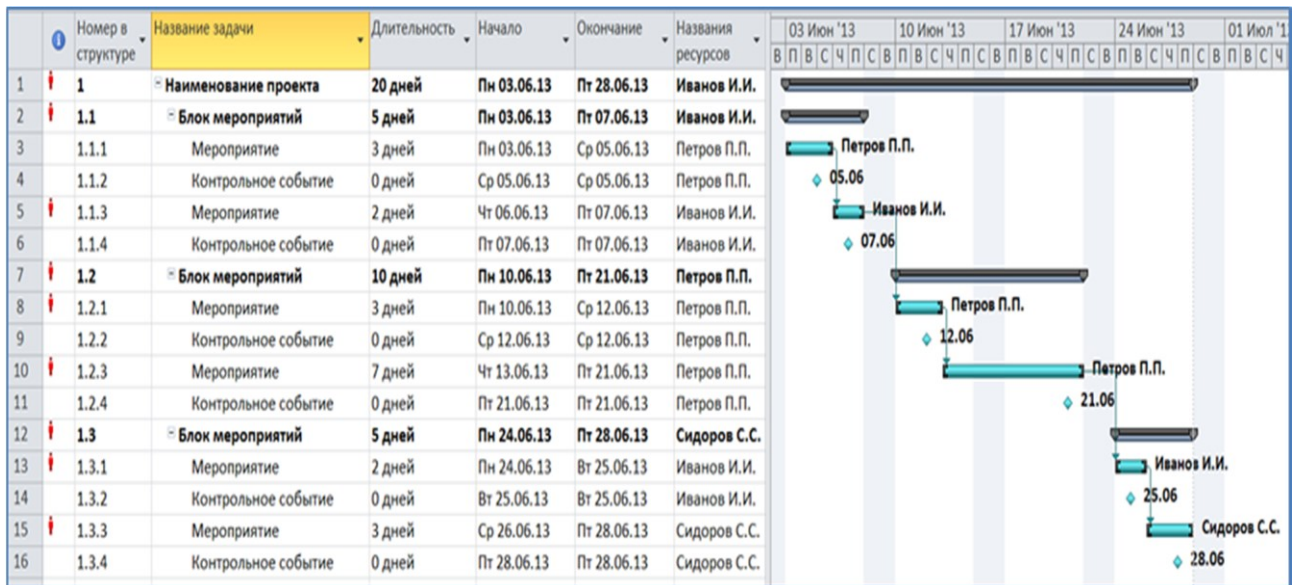 Номер в структуре Название задачи Длительность Начало Окончание Названия ресурсов 03 Июн '13 10 Июн '13 17 Июн '13 24 Июн '13 01 Июл '1
В П В С Ч П С В П В С Ч П С В П В С Ч П С В П В С Ч П С В П В С Ч
1 1 Наименование проекта 20 дней Пн 03.06.13 Пт 28.06.13 Иванов И.И.
2 1.1 Блок мероприятий 5 дней Пн 03.06.13 Пт 07.06.13 Иванов И.И.
3 1.1.1 Мероприятие 3 дней Пн 03.06.13 Ср 05.06.13 Петров П.П. Петров П.П.
4 1.1.2 Контрольное событие 0 дней Ср 05.06.13 Ср 05.06.13 Петров П.П. 05.06
5 1.1.3 Мероприятие 2 дней Чт 06.06.13 Пт 07.06.13 Иванов И.И. Иванов И.И.
6 1.1.4 Контрольное событие 0 дней Пт 07.06.13 Пт 07.06.13 Иванов И.И. 07.06
7 1.2 Блок мероприятий 10 дней Пн 10.06.13 Пт 21.06.13 Петров П.П.
8 1.2.1 Мероприятие 3 дней Пн 10.06.13 Ср 12.06.13 Петров П.П. Петров П.П.
9 1.2.2 Контрольное событие 0 дней Ср 12.06.13 Ср 12.06.13 Петров П.П. 12.06
10 1.2.3 Мероприятие 7 дней Чт 13.06.13 Пт 21.06.13 Петров П.П. Петров П.П.
11 1.2.4 Контрольное событие 0 дней Пт 21.06.13 Пт 21.06.13 Петров П.П. 21.06
12 1.3 Блок мероприятий 5 дней Пн 24.06.13 Пт 28.06.13 Сидоров С.С.
13 1.3.1 Мероприятие 2 дней Пн 24.06.13 Вт 25.06.13 Иванов И.И. Иванов И.И.
14 1.3.2 Контрольное событие 0 дней Вт 25.06.13 Вт 25.06.13 Иванов И.И. 25.06
15 1.3.3 Мероприятие 3 дней Ср 26.06.13 Пт 28.06.13 Сидоров С.С. Сидоров С.С.
16 1.3.4 Контрольное событие 0 дней Пт 28.06.13 Пт 28.06.13 Сидоров С.С. 28.06